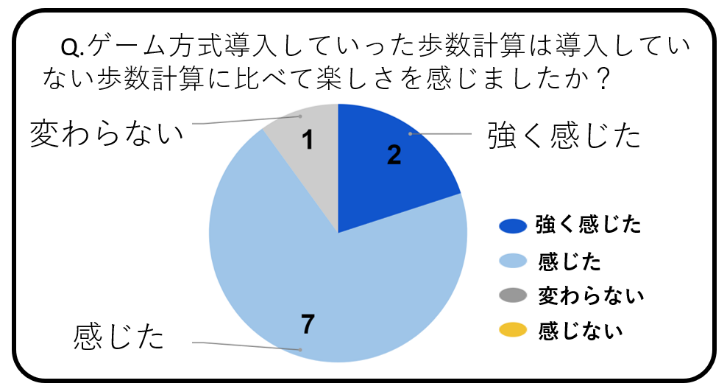 Q.ゲーム方式導入していった歩数計算は導入してい
ない歩数計算に比べて楽しさを感じましたか？
変わらない
1
2
強く感じた
強く感じた
感じた
変わらない
感じない
7
感じた